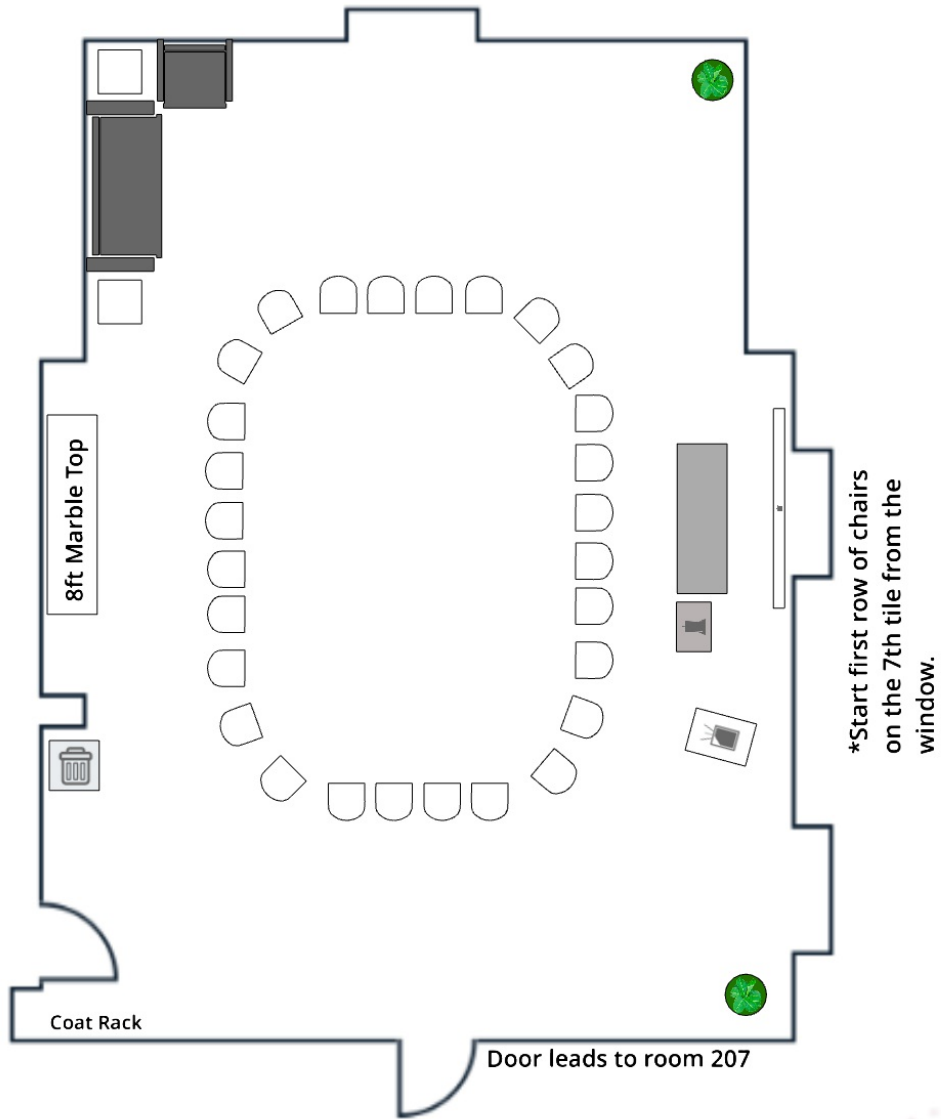 8ft Marble Top
*Start first row of chairs
on the 7th tile from the
window.
Coat Rack
Door leads to room 207